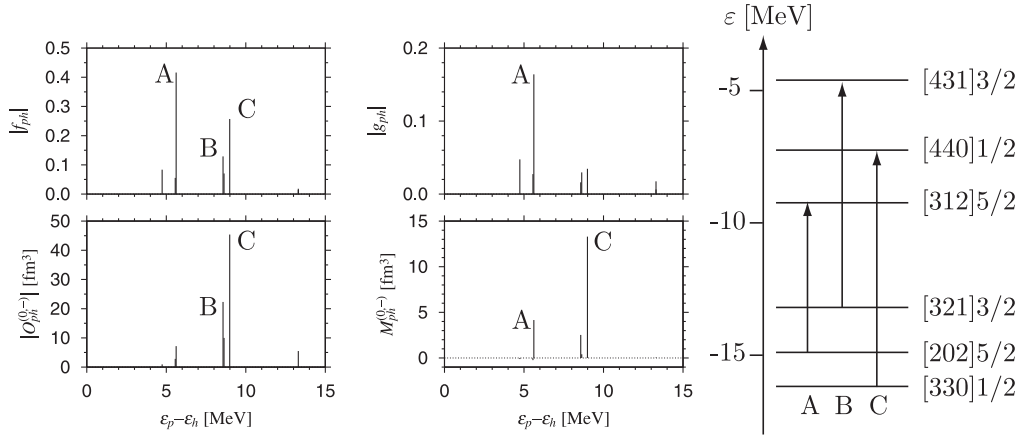 |f_ph|
0.5
0.4
0.3
0.2
0.1
0.0
A
B
C
|g_ph|
0.2
0.1
0.0
A
|O_ph^(0,−)| [fm³]
50
40
30
20
10
0
B
C
0 5 10 15
ε_p−ε_h [MeV]
M_ph^(0,−) [fm³]
15
10
5
0
A
C
0 5 10 15
ε_p−ε_h [MeV]
ε [MeV]
-5
-10
-15
[431]3/2
[440]1/2
[312]5/2
[321]3/2
[202]5/2
[330]1/2
A B C